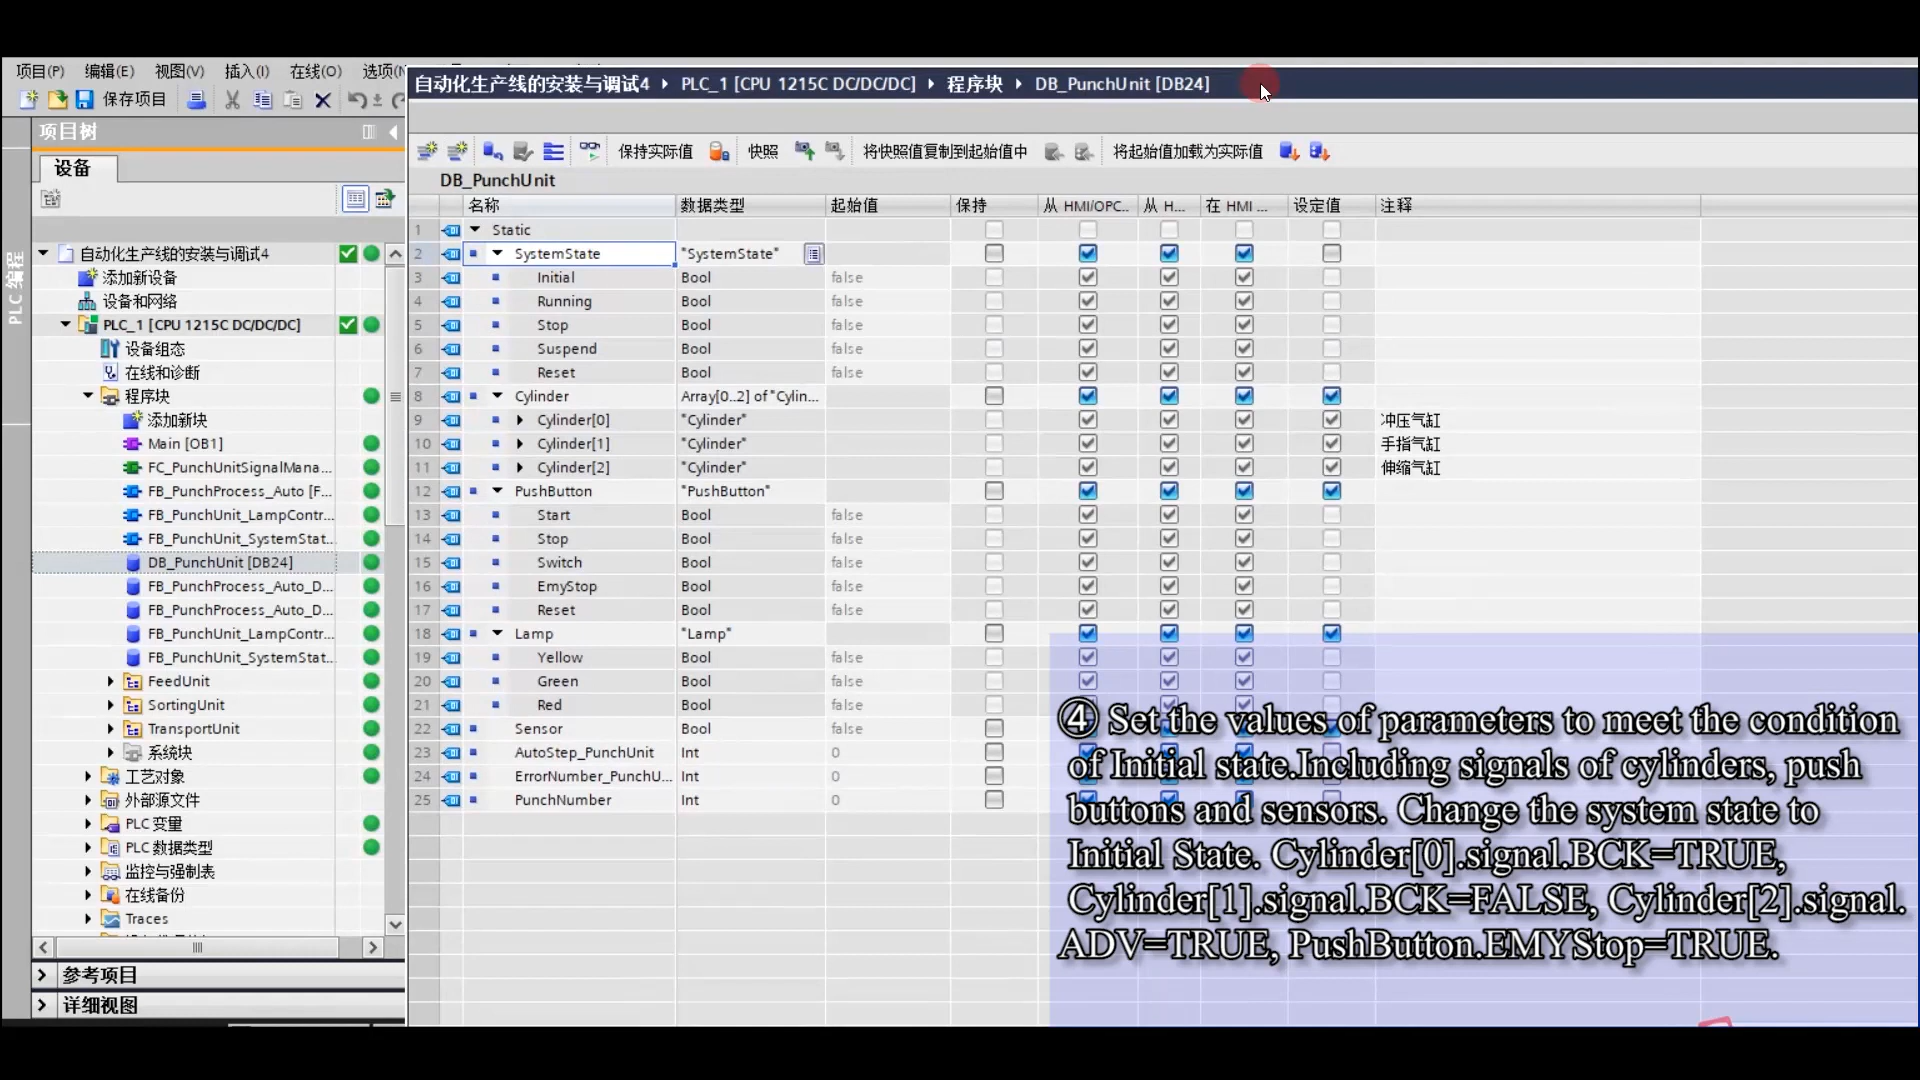 项目(P) 编辑(E) 视图(V) 插入(I) 在线(O) 选项(N
保存项目
自动化生产线的安装与调试4 PLC_1 [CPU 1215C DC/DC/DC] 程序块 DB_PunchUnit [DB24]
项目树
设备
PLC 编程
保持实际值 快照 将快照值复制到起始值中 将起始值加载为实际值
DB_PunchUnit
名称 数据类型 起始值 保持 从 HMI/OPC... 从 H... 在 HMI ... 设定值 注释
1 Static
2 SystemState "SystemState"
3 Initial Bool false
4 Running Bool false
5 Stop Bool false
6 Suspend Bool false
7 Reset Bool false
8 Cylinder Array[0..2] of "Cylin...
9 Cylinder[0] "Cylinder" 冲压气缸
10 Cylinder[1] "Cylinder" 手指气缸
11 Cylinder[2] "Cylinder" 伸缩气缸
12 PushButton "PushButton"
13 Start Bool false
14 Stop Bool false
15 Switch Bool false
16 EmyStop Bool false
17 Reset Bool false
18 Lamp "Lamp"
19 Yellow Bool false
20 Green Bool false
21 Red Bool false
22 Sensor Bool false
23 AutoStep_PunchUnit Int 0
24 ErrorNumber_PunchU... Int 0
25 PunchNumber Int 0
自动化生产线的安装与调试4
添加新设备
设备和网络
PLC_1 [CPU 1215C DC/DC/DC]
设备组态
在线和诊断
程序块
添加新块
Main [OB1]
FC_PunchUnitSignalMana...
FB_PunchProcess_Auto [F...
FB_PunchUnit_LampContr...
FB_PunchUnit_SystemStat...
DB_PunchUnit [DB24]
FB_PunchProcess_Auto_D...
FB_PunchProcess_Auto_D...
FB_PunchUnit_LampContr...
FB_PunchUnit_SystemStat...
FeedUnit
SortingUnit
TransportUnit
系统块
工艺对象
外部源文件
PLC 变量
PLC 数据类型
监控与强制表
在线备份
Traces
参考项目
详细视图
④ Set the values of parameters to meet the condition
of Initial state.Including signals of cylinders, push
buttons and sensors. Change the system state to
Initial State. Cylinder[0].signal.BCK=TRUE,
Cylinder[1].signal.BCK=FALSE, Cylinder[2].signal.
ADV=TRUE, PushButton.EMYStop=TRUE.